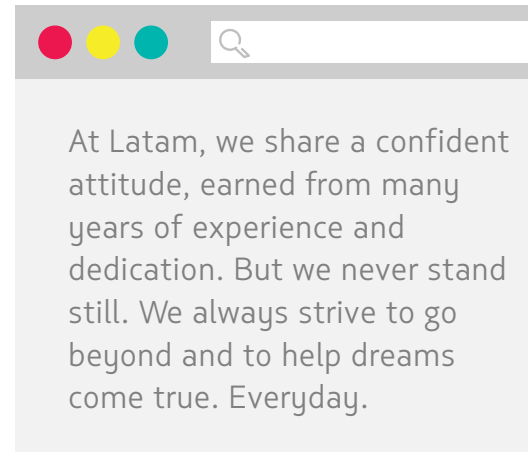 At Latam, we share a confident
attitude, earned from many
years of experience and
dedication. But we never stand
still. We always strive to go
beyond and to help dreams
come true. Everyday.